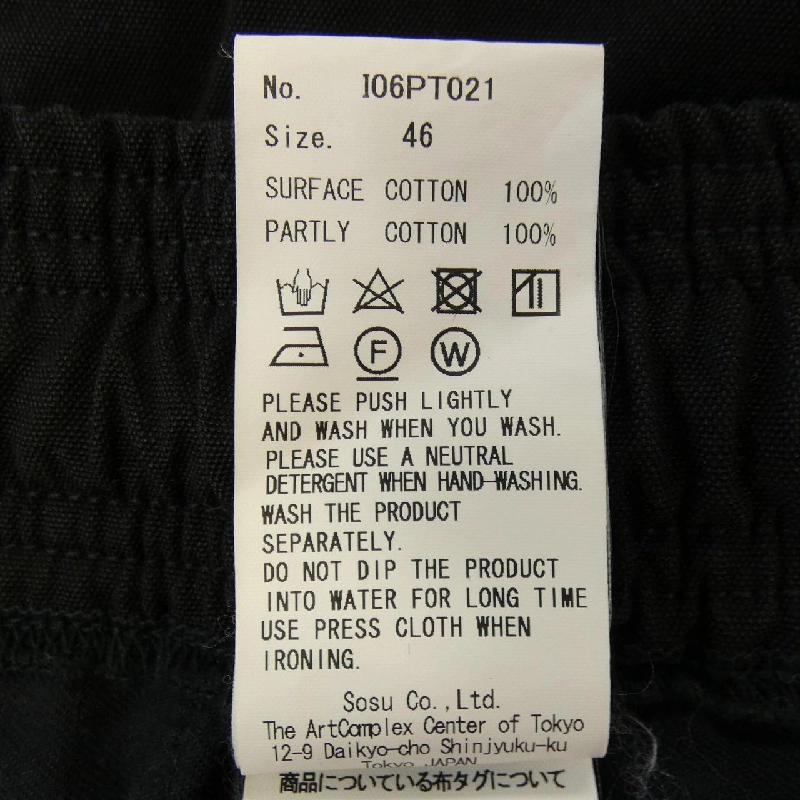 No. I06PT021
Size. 46
SURFACE COTTON 100%
PARTLY COTTON 100%
F W
PLEASE PUSH LIGHTLY
AND WASH WHEN YOU WASH.
PLEASE USE A NEUTRAL
DETERGENT WHEN HAND-WASHING.
WASH THE PRODUCT
SEPARATELY.
DO NOT DIP THE PRODUCT
INTO WATER FOR LONG TIME
USE PRESS CLOTH WHEN
IRONING.
Sosu Co.,Ltd.
The ArtComplex Center of Tokyo
12-9 Daikyo-cho Shinjyuku-ku
Tokyo JAPAN
商品についている布タグについて